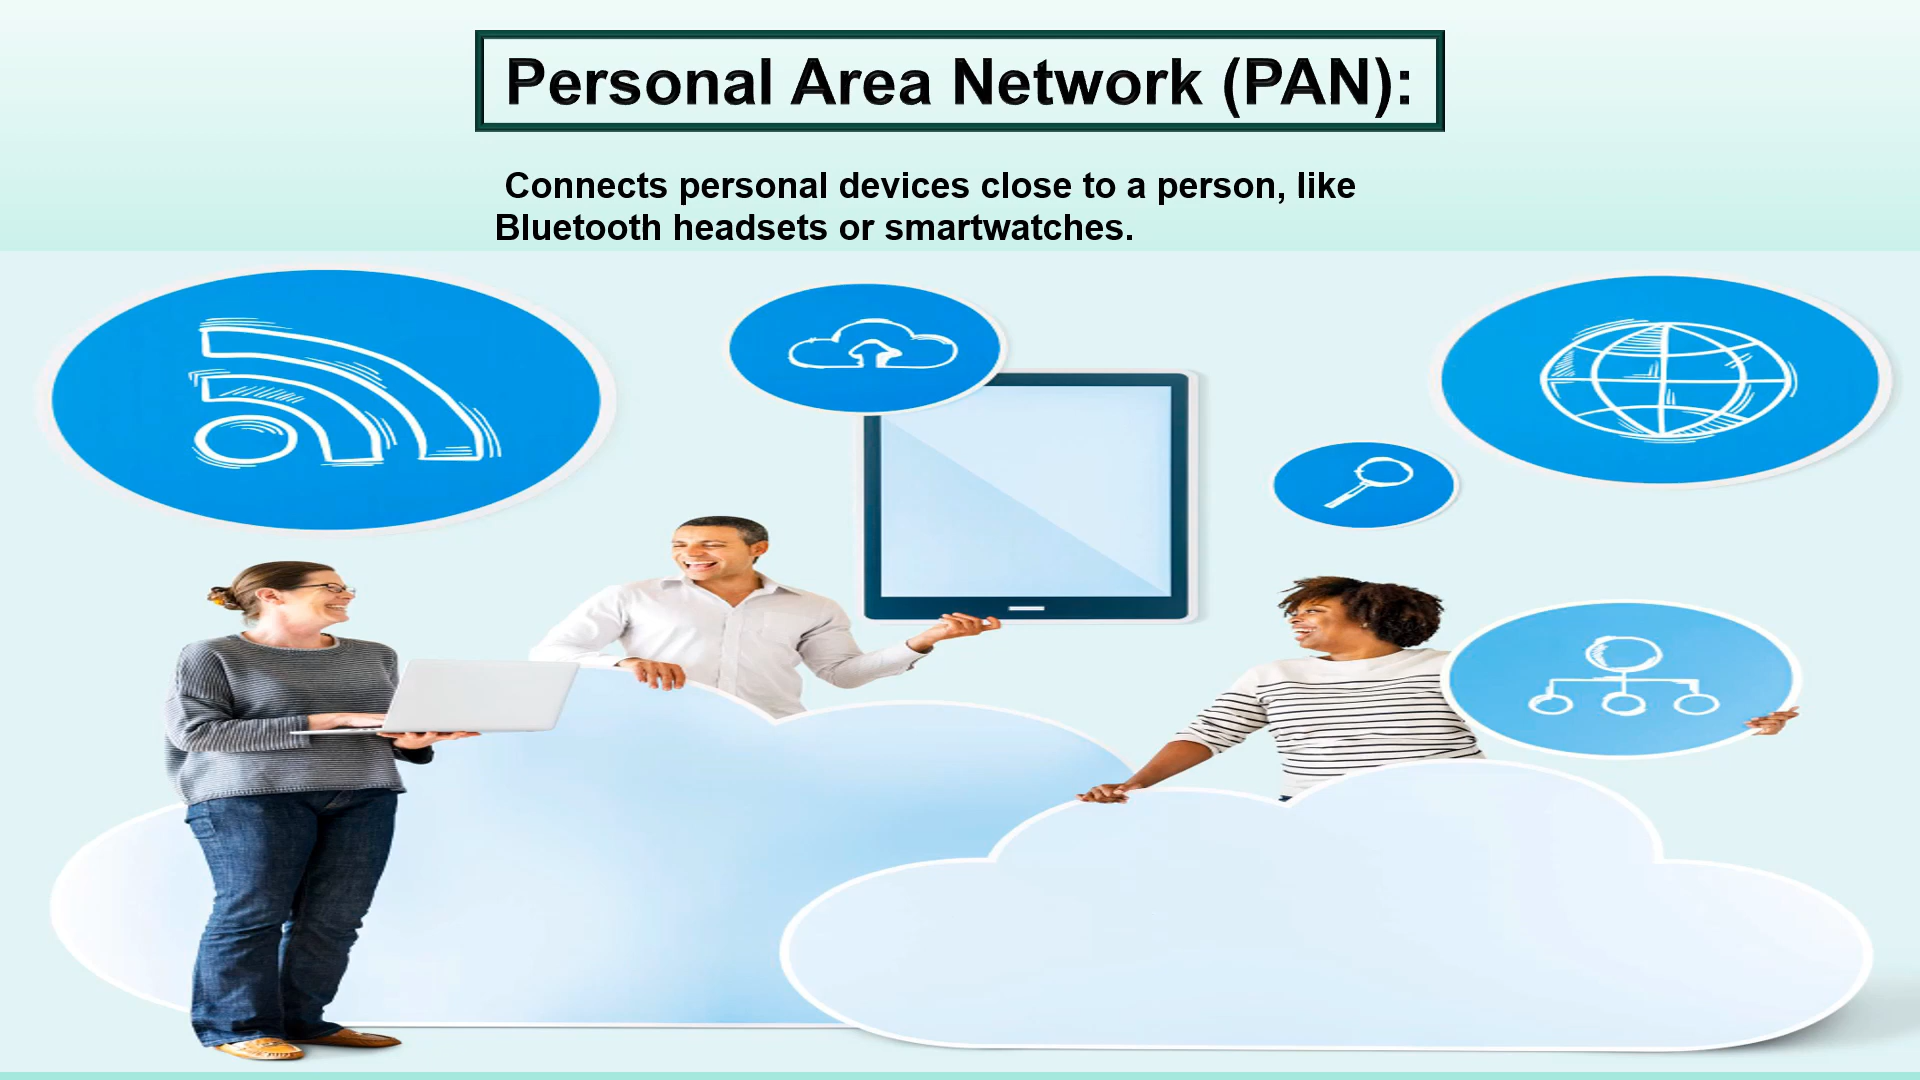 Personal Area Network (PAN):
Connects personal devices close to a person, like
Bluetooth headsets or smartwatches.